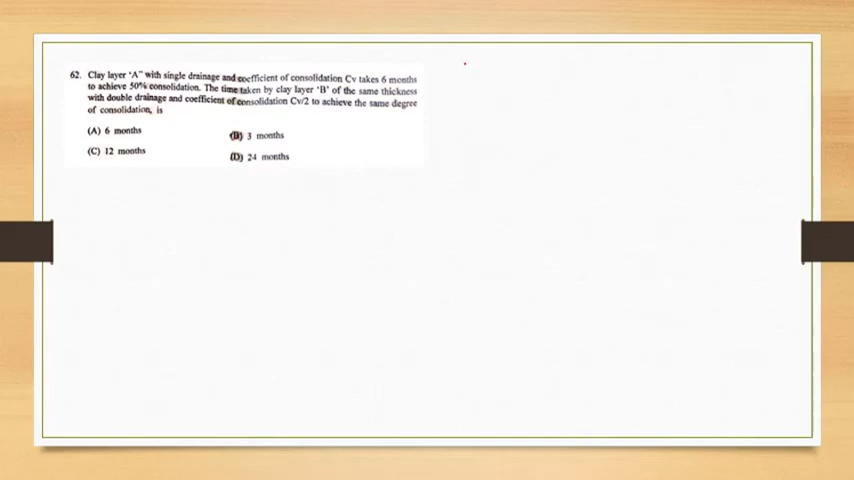 62. Clay layer 'A" with single drainage and coefficient of consolidation Cv takes 6 months
to achieve 50% consolidation. The time taken by clay layer 'B' of the same thickness
with double drainage and coefficient of consolidation Cv/2 to achieve the same degree
of consolidation, is
(A) 6 months
(B) 3 months
(C) 12 months
(D) 24 months